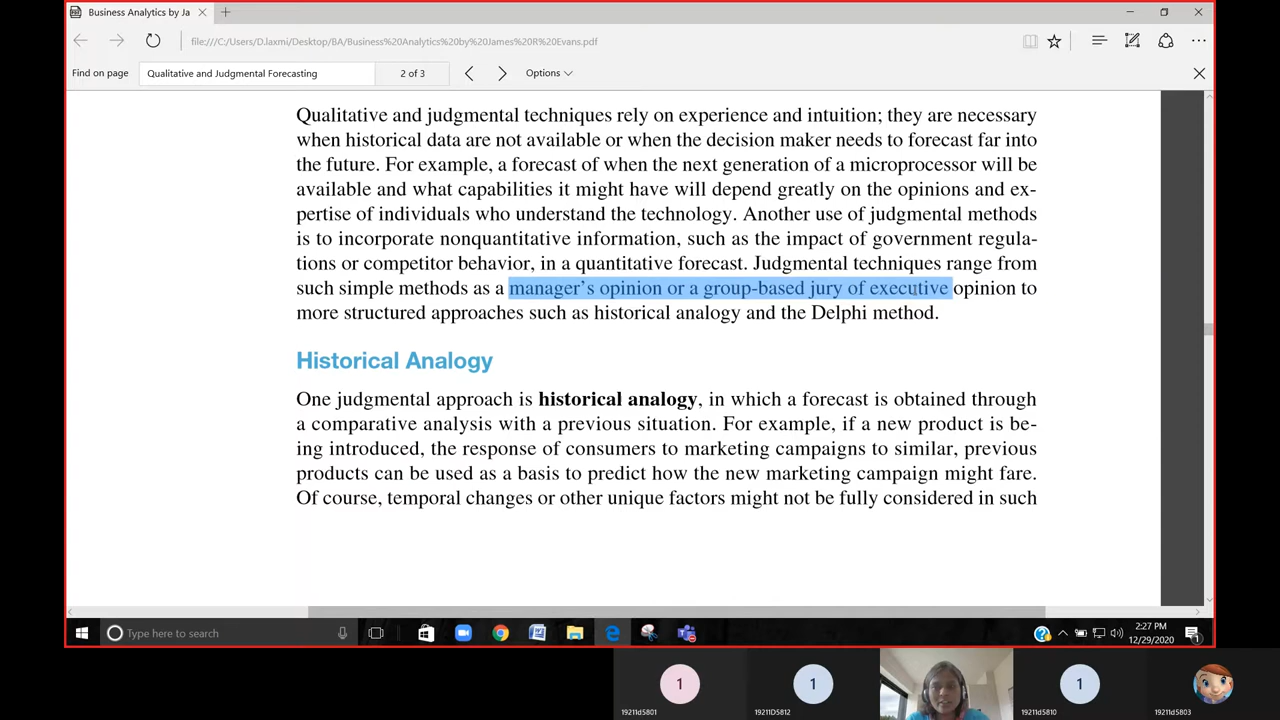 Business Analytics by Ja
file:///C:/Users/D.laxmi/Desktop/BA/Business%20Analytics%20by%20James%20R%20Evans.pdf
Find on page
Qualitative and Judgmental Forecasting
2 of 3
Options
Qualitative and judgmental techniques rely on experience and intuition; they are necessary
when historical data are not available or when the decision maker needs to forecast far into
the future. For example, a forecast of when the next generation of a microprocessor will be
available and what capabilities it might have will depend greatly on the opinions and ex-
pertise of individuals who understand the technology. Another use of judgmental methods
is to incorporate nonquantitative information, such as the impact of government regula-
tions or competitor behavior, in a quantitative forecast. Judgmental techniques range from
such simple methods as a manager's opinion or a group-based jury of executive opinion to
more structured approaches such as historical analogy and the Delphi method.
Historical Analogy
One judgmental approach is historical analogy, in which a forecast is obtained through
a comparative analysis with a previous situation. For example, if a new product is be-
ing introduced, the response of consumers to marketing campaigns to similar, previous
products can be used as a basis to predict how the new marketing campaign might fare.
Of course, temporal changes or other unique factors might not be fully considered in such
Type here to search
2:27 PM
12/29/2020
1
1
1
1
19211d5801
19211D5812
19211d5810
19211d5803